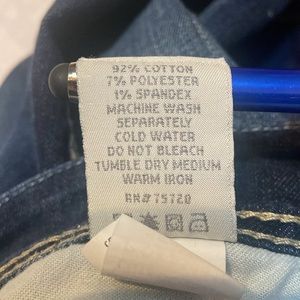 92% COTTON
7% POLYESTER
1% SPANDEX
MACHINE WASH
SEPARATELY
COLD WATER
DO NOT BLEACH
TUMBLE DRY MEDIUM
WARM IRON
RN# 75720